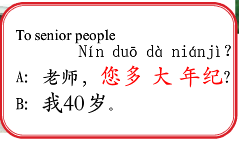 To senior people
Nín duō dà niánjì?
A: 老师，您多 大 年纪?
B: 我40 岁。